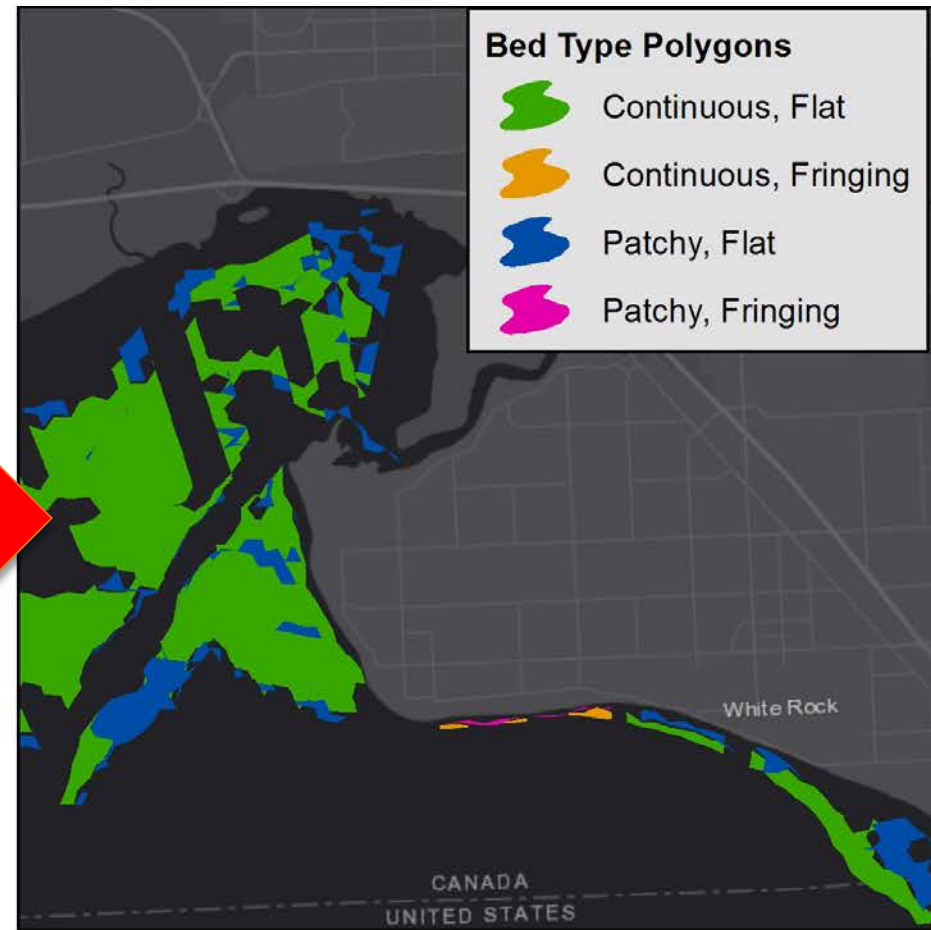 Bed Type Polygons
Continuous, Flat
Continuous, Fringing
Patchy, Flat
Patchy, Fringing
White Rock
CANADA
UNITED STATES